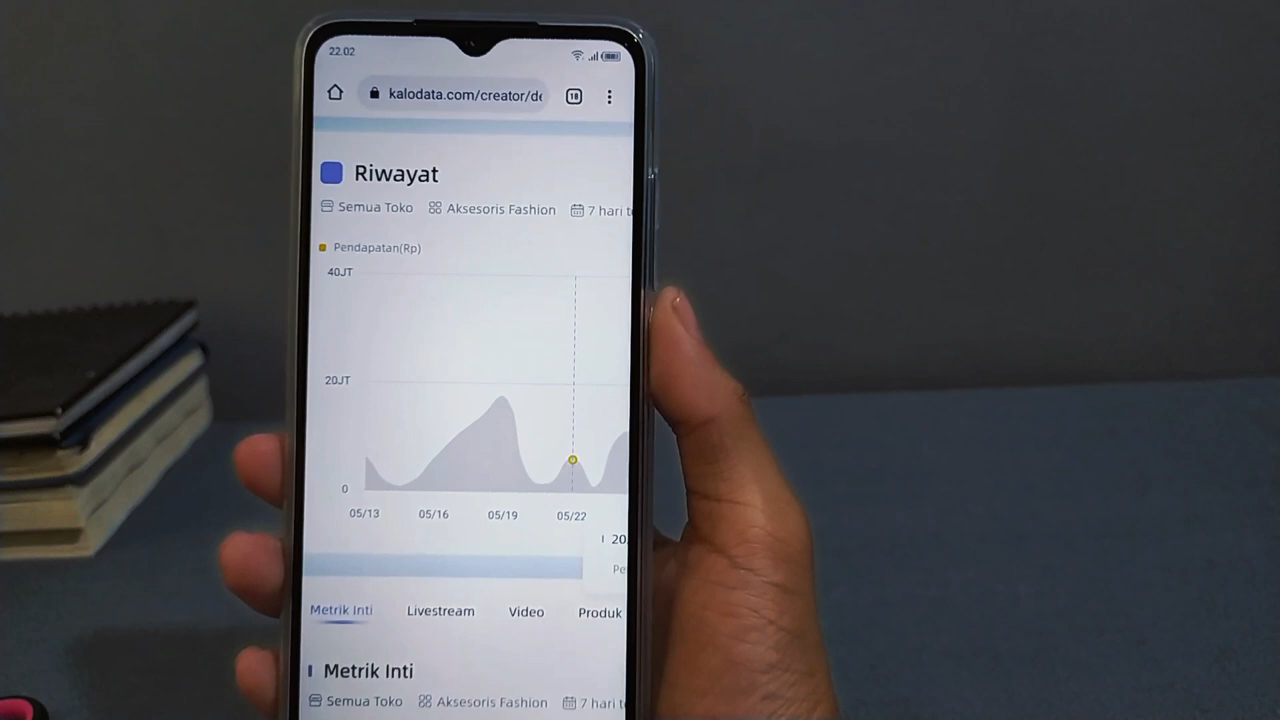 22.02
kalodata.com/creator/de
18
Riwayat
Semua Toko Aksesoris Fashion 7 hari t
Pendapatan(Rp)
40JT
20JT
0
05/13 05/16 05/19 05/22
20.
Pe
Metrik Inti Livestream Video Produk
Metrik Inti
Semua Toko Aksesoris Fashion 7 hari t